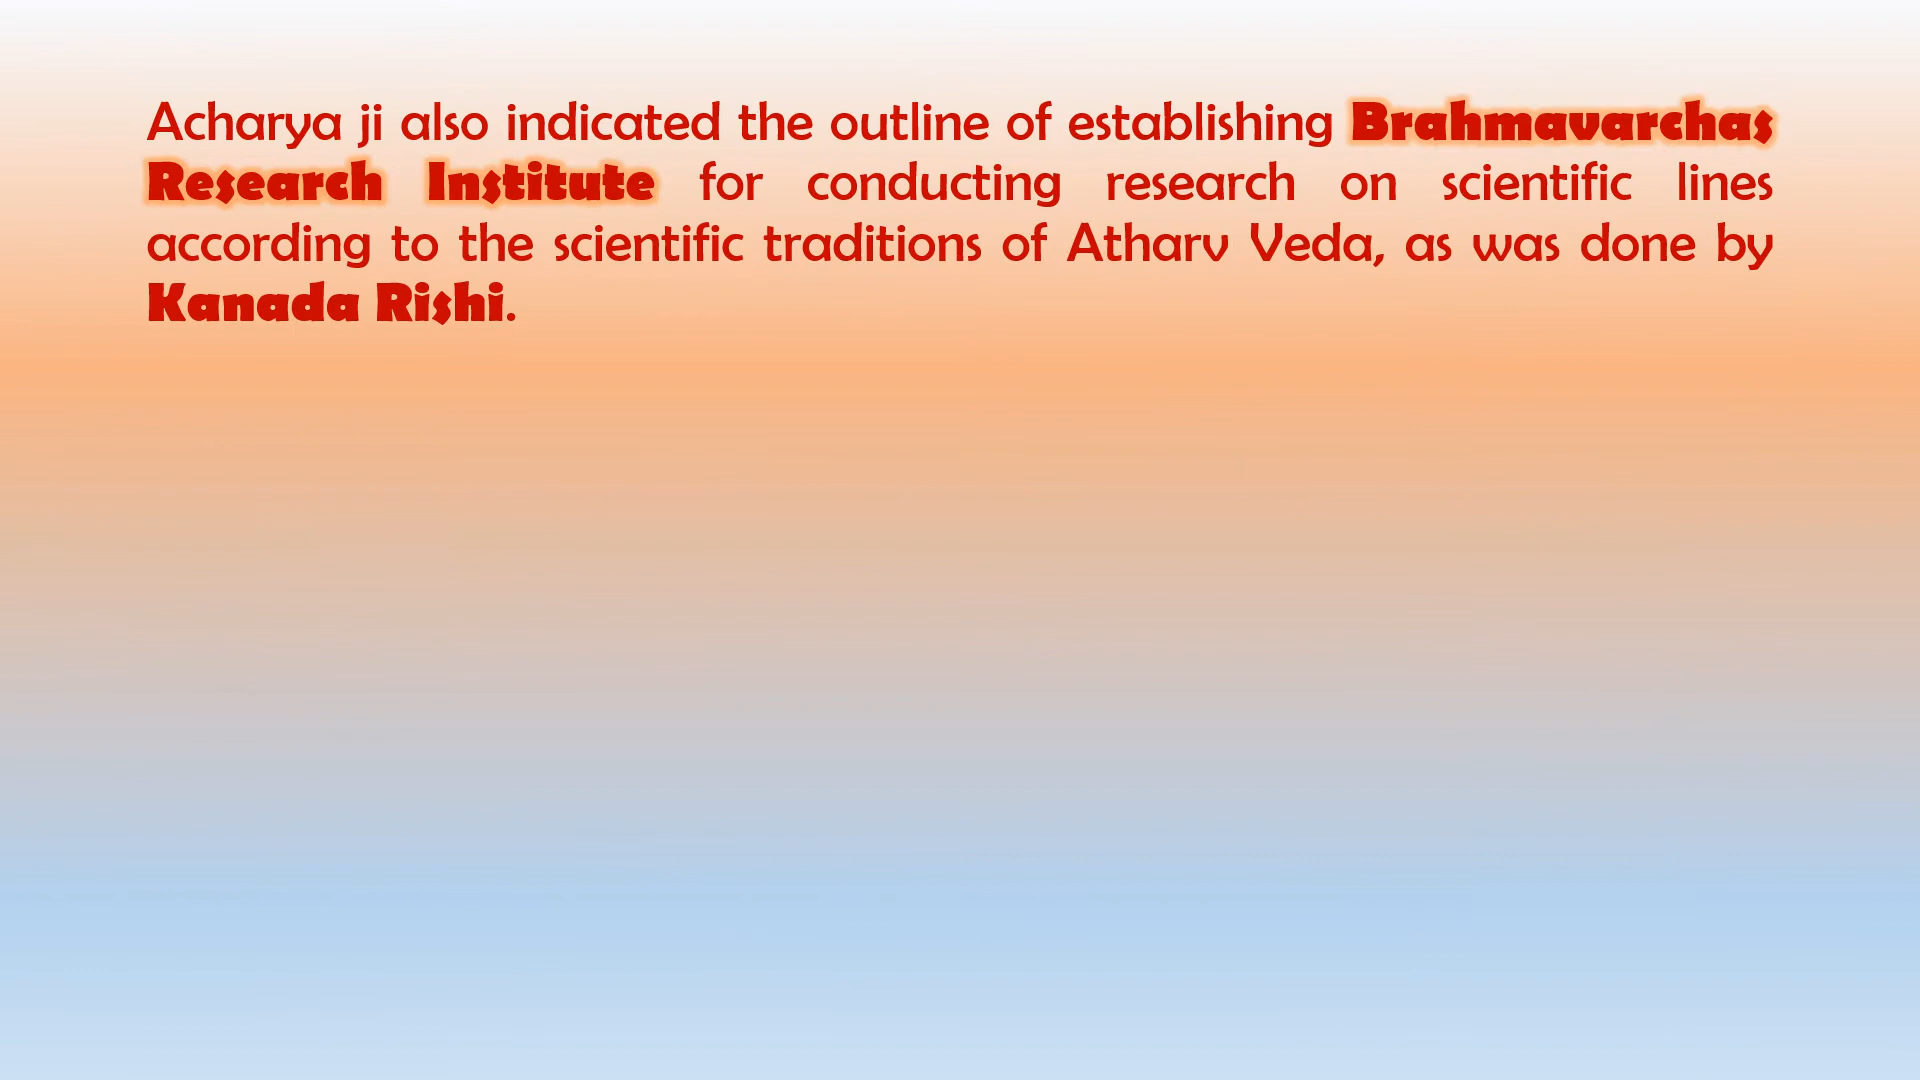 Acharya ji also indicated the outline of establishing Brahmavarchas
Research Institute for conducting research on scientific lines
according to the scientific traditions of Atharv Veda, as was done by
Kanada Rishi.